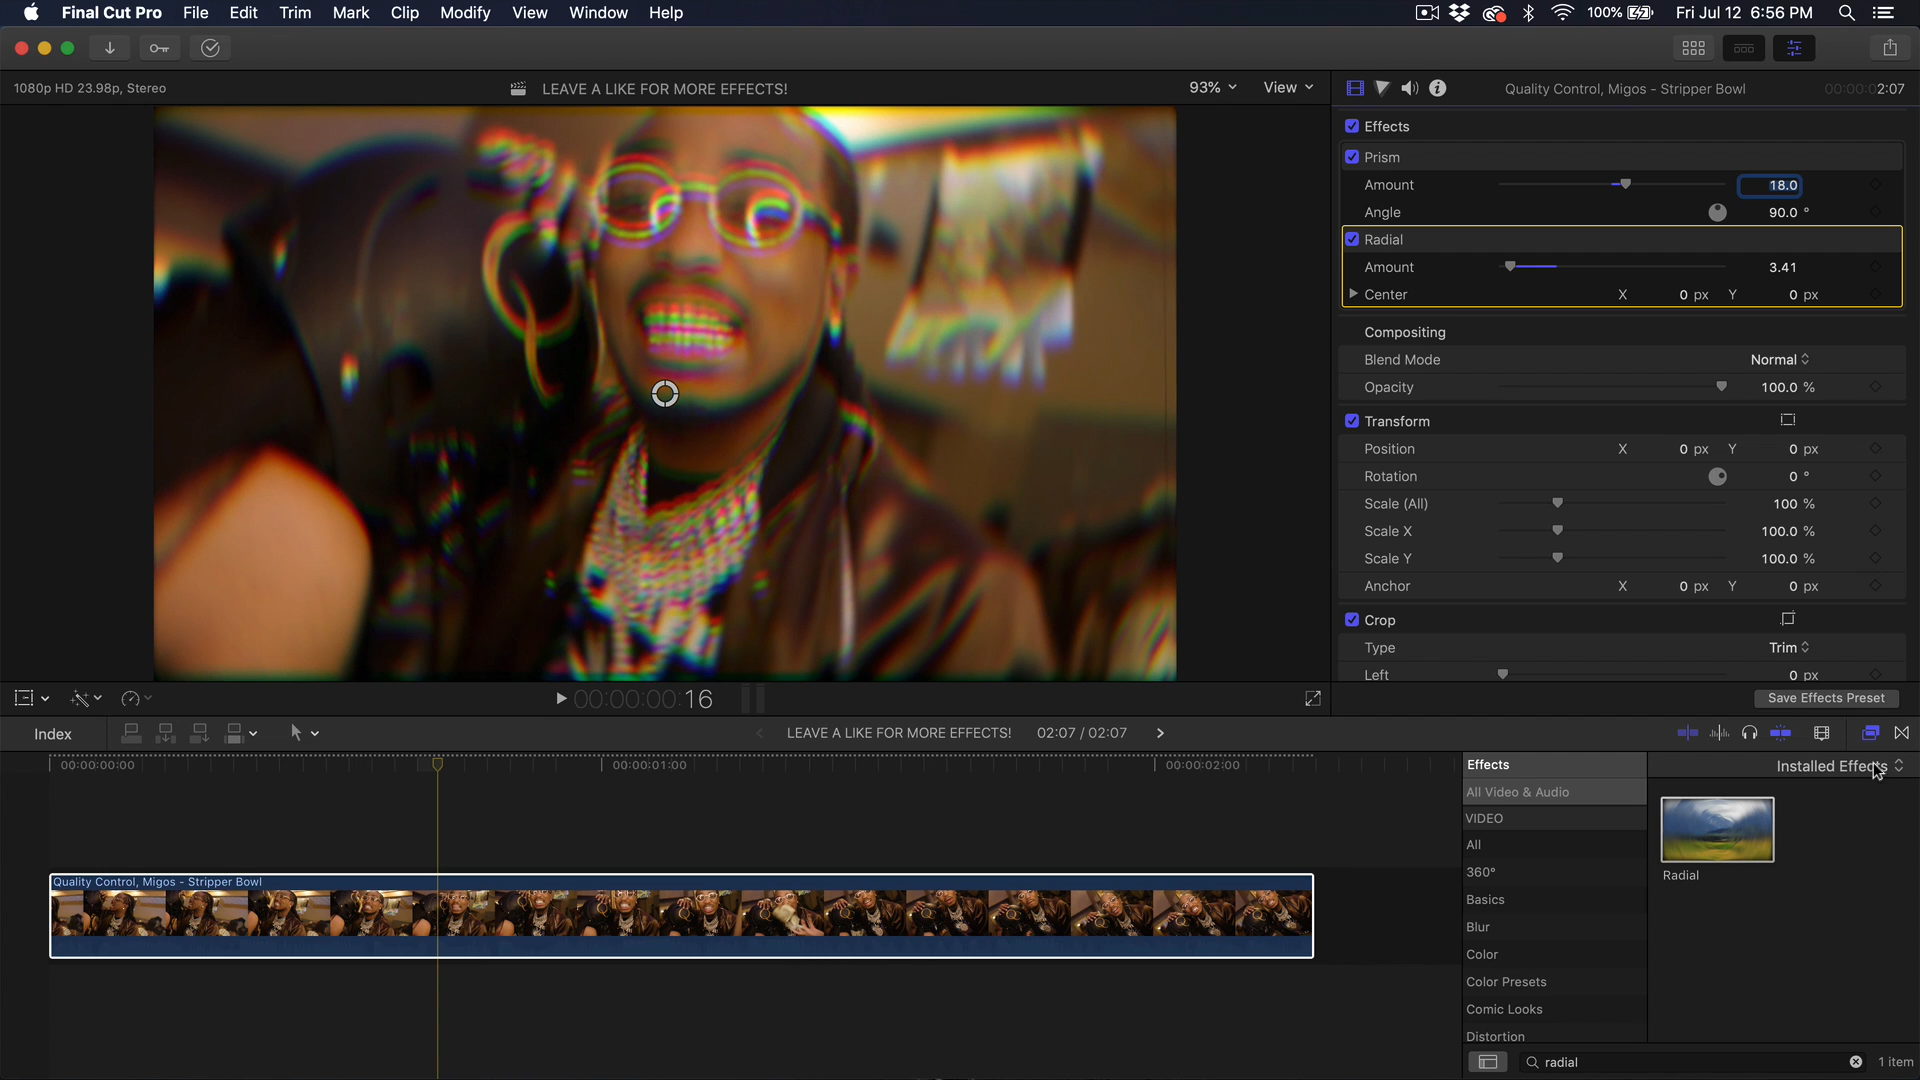 Final Cut Pro File Edit Trim Mark Clip Modify View Window Help 100% Fri Jul 12 6:56 PM
1080p HD 23.98p, Stereo
LEAVE A LIKE FOR MORE EFFECTS!
93% View
Quality Control, Migos - Stripper Bowl 00:00:02:07
Effects
Prism
Amount 18.0
Angle 90.0 °
Radial
Amount 3.41
Center X 0 px Y 0 px
Compositing
Blend Mode Normal
Opacity 100.0 %
Transform
Position X 0 px Y 0 px
Rotation 0 °
Scale (All) 100 %
Scale X 100.0 %
Scale Y 100.0 %
Anchor X 0 px Y 0 px
Crop
Type Trim
Left 0 px
Save Effects Preset
00:00:00:16
Index
LEAVE A LIKE FOR MORE EFFECTS! 02:07 / 02:07
00:00:00:00 00:00:01:00 00:00:02:00
Quality Control, Migos - Stripper Bowl
Effects
Installed Effects
All Video & Audio
VIDEO
All
360°
Basics
Blur
Color
Color Presets
Comic Looks
Distortion
Radial
radial
1 item